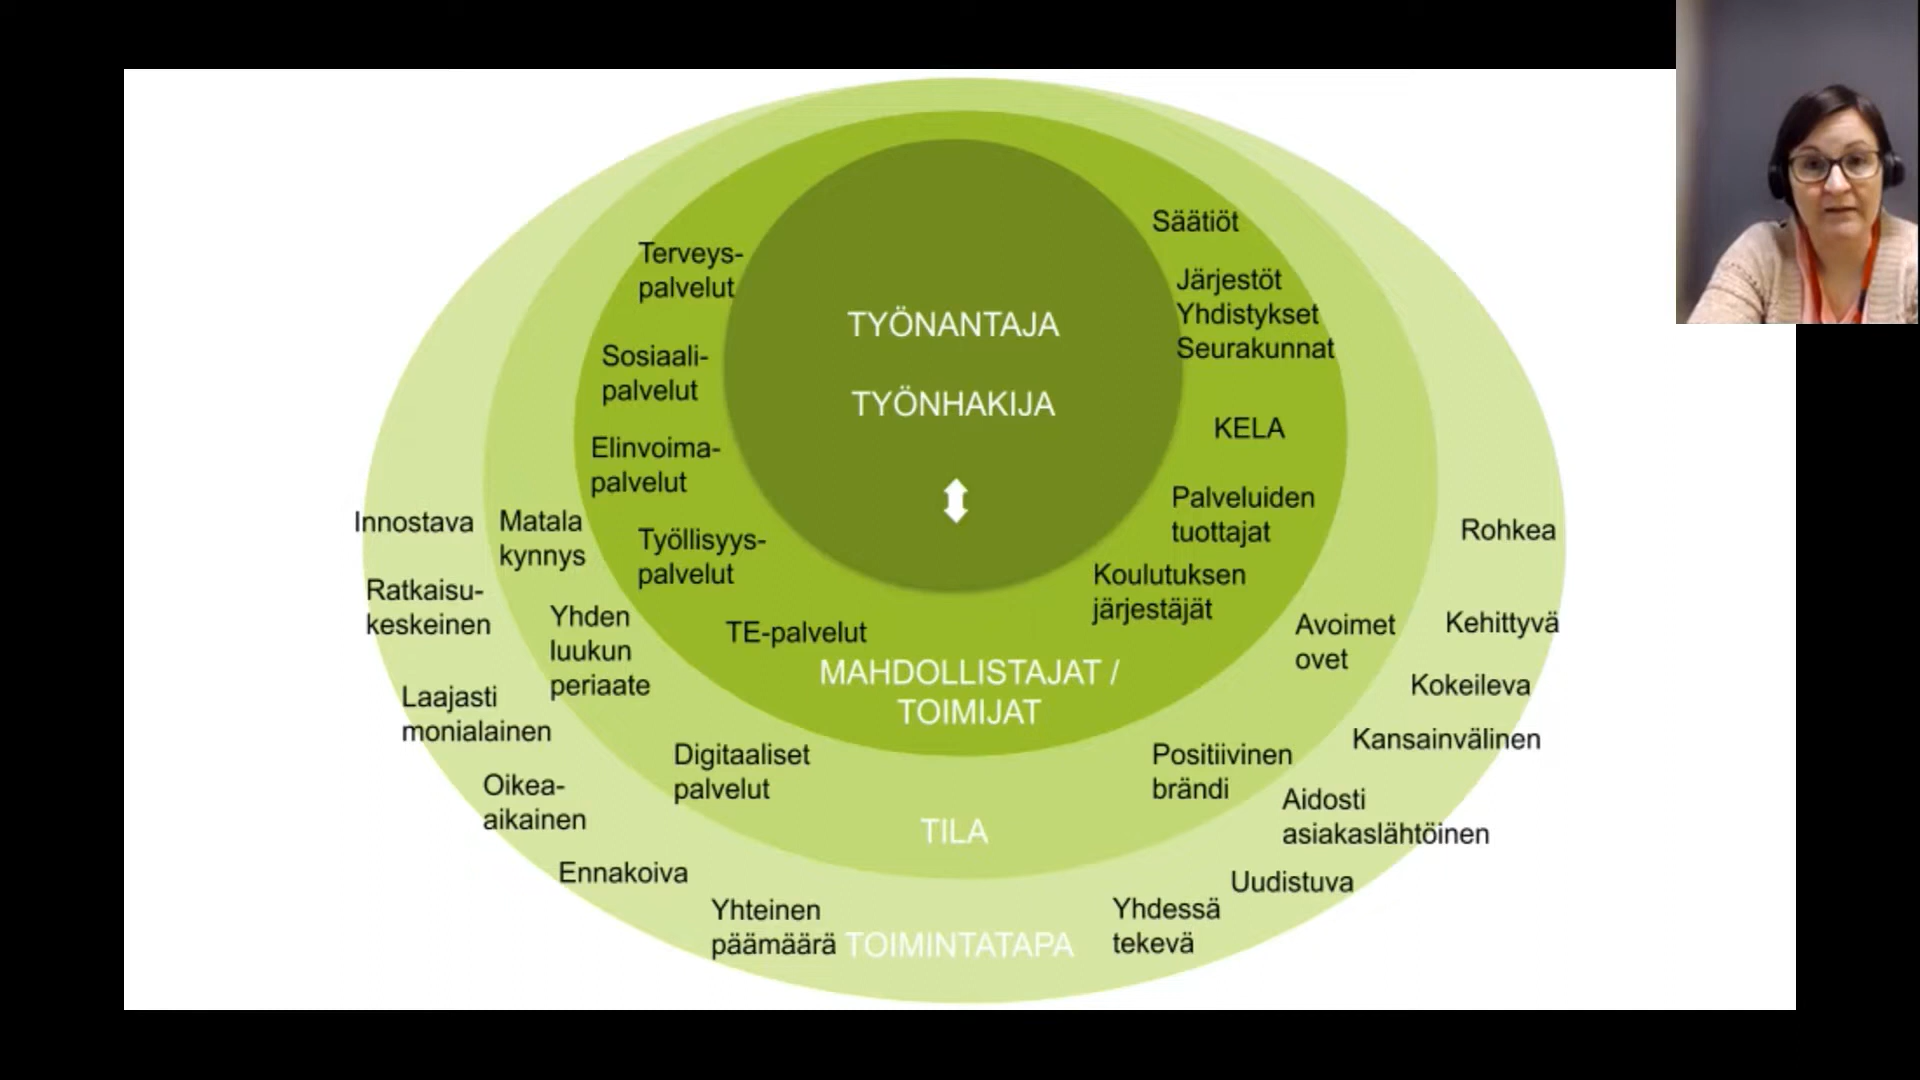 TYÖNANTAJA
TYÖNHAKIJA
Terveys-
palvelut
Sosiaali-
palvelut
Elinvoima-
palvelut
Työllisyys-
palvelut
TE-palvelut
Säätiöt
Järjestöt
Yhdistykset
Seurakunnat
KELA
Palveluiden
tuottajat
Koulutuksen
järjestäjät
MAHDOLLISTAJAT /
TOIMIJAT
Matala
kynnys
Yhden
luukun
periaate
Digitaaliset
palvelut
Avoimet
ovet
Positiivinen
brändi
TILA
Innostava
Ratkaisu-
keskeinen
Laajasti
monialainen
Oikea-
aikainen
Ennakoiva
Yhteinen
päämäärä
TOIMINTATAPA
Rohkea
Kehittyvä
Kokeileva
Kansainvälinen
Aidosti
asiakaslähtöinen
Uudistuva
Yhdessä
tekevä